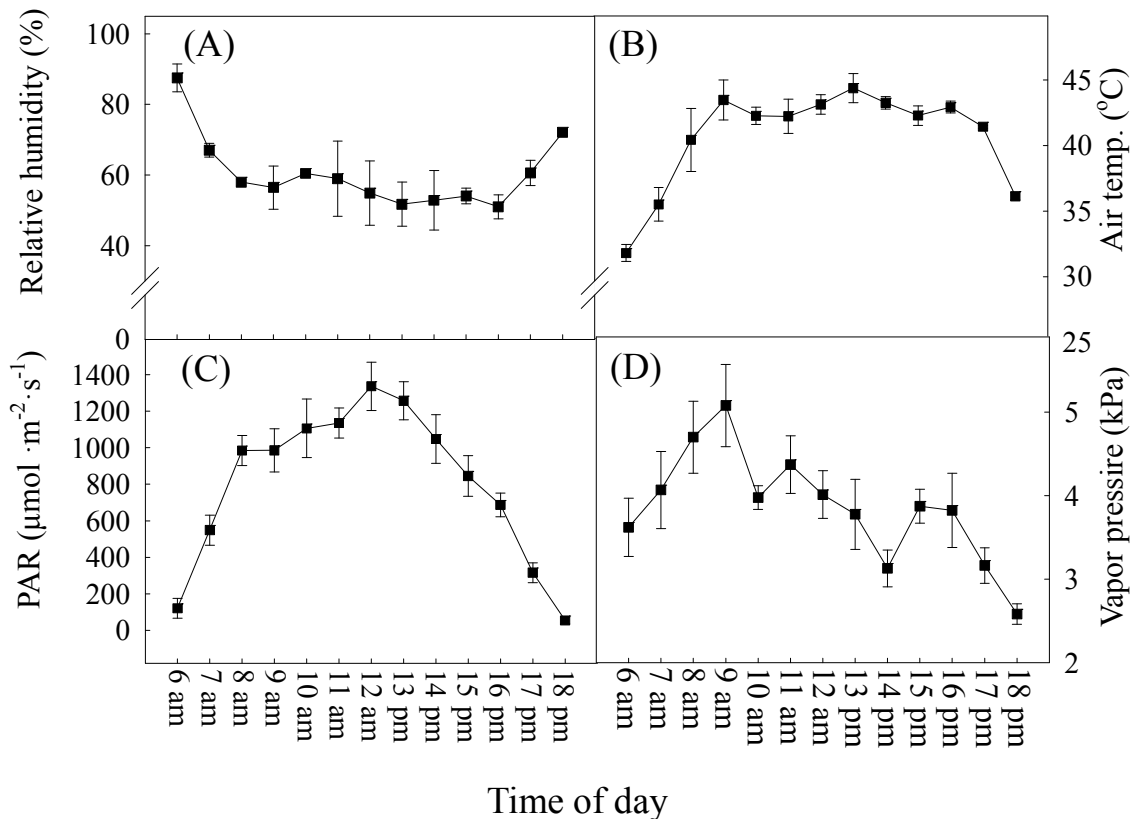 (A)
Relative humidity (%)
100
80
60
40
0
(B)
Air temp. (°C)
45
40
35
30
25
(C)
PAR (μmol ·m⁻²·s⁻¹)
1400
1200
1000
800
600
400
200
0
6 am
7 am
8 am
9 am
10 am
11 am
12 am
13 pm
14 pm
15 pm
16 pm
17 pm
18 pm
(D)
Vapor pressire (kPa)
5
4
3
2
6 am
7 am
8 am
9 am
10 am
11 am
12 am
13 pm
14 pm
15 pm
16 pm
17 pm
18 pm
Time of day